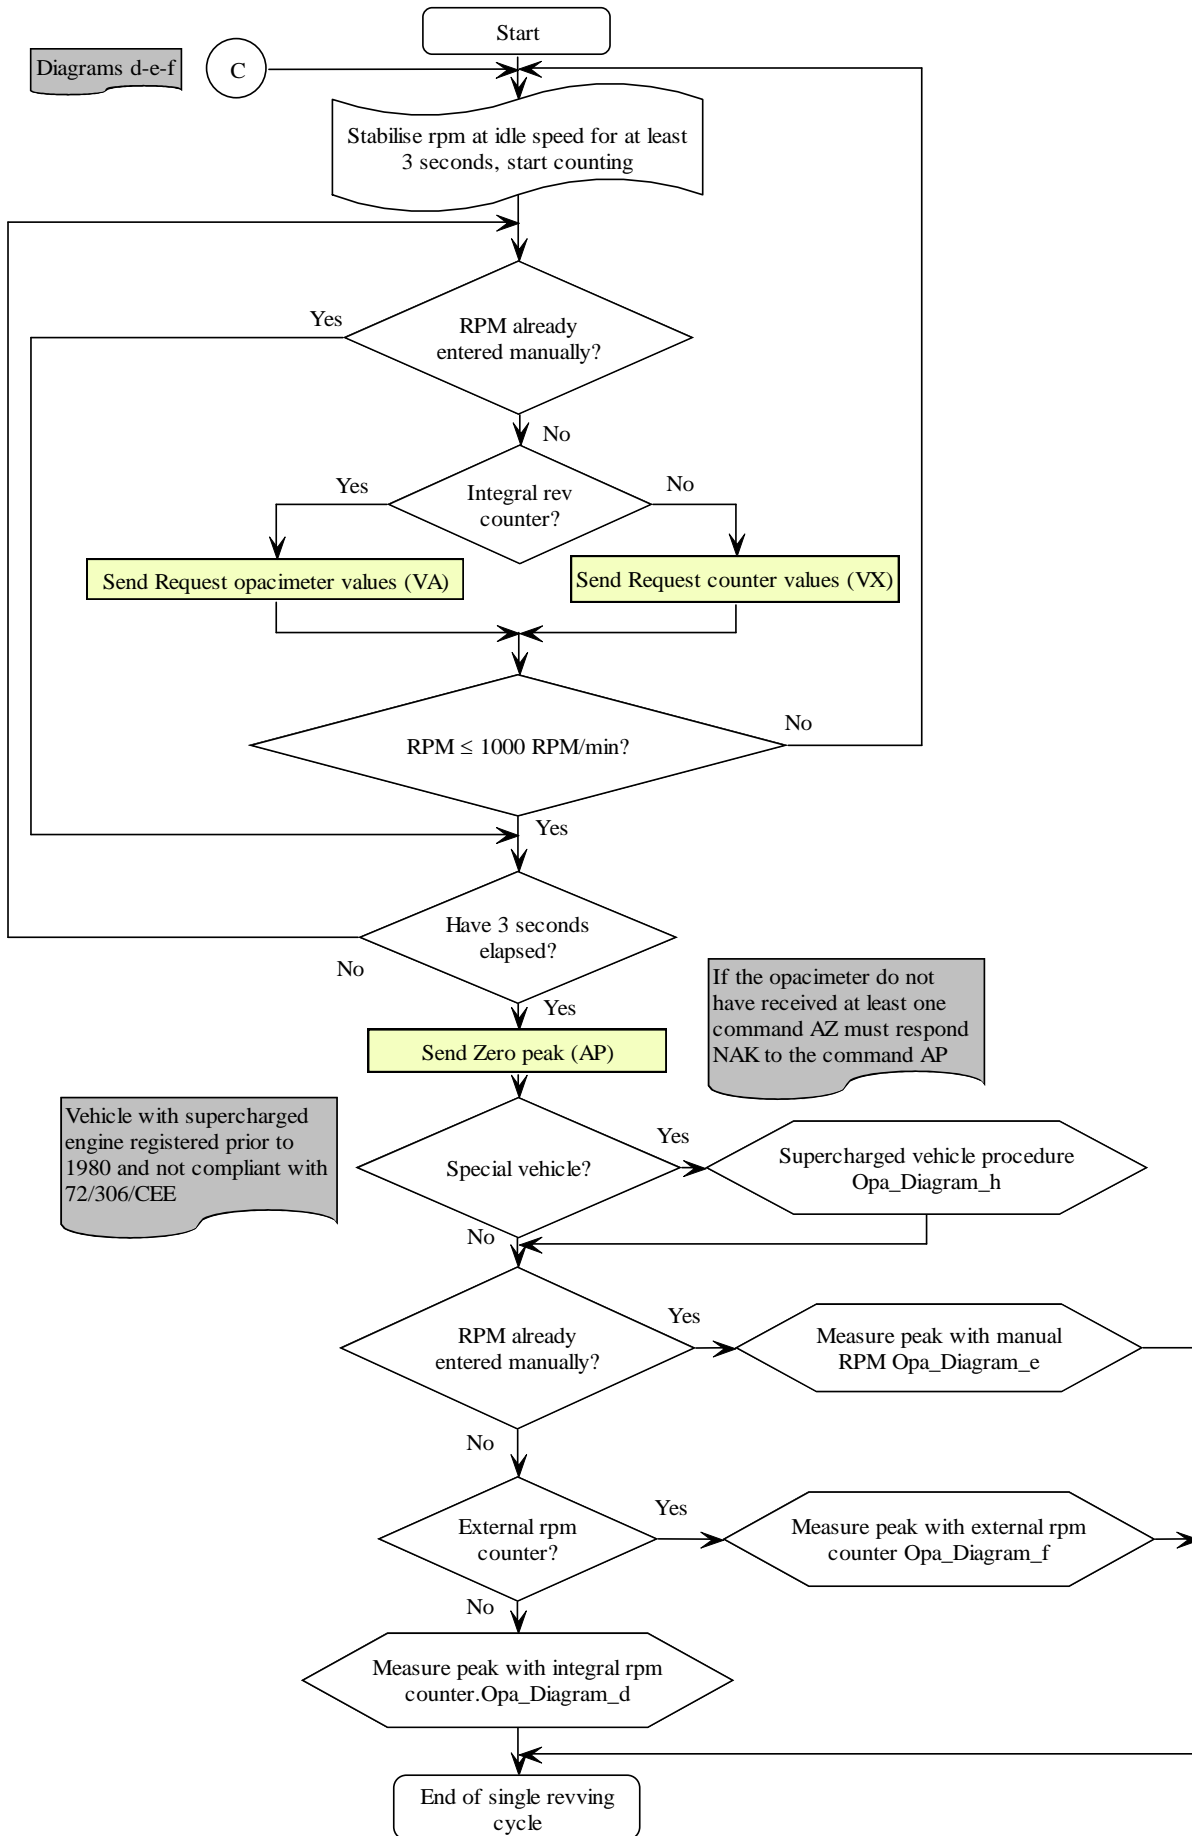 Start
Diagrams d-e-f
C
Stabilise rpm at idle speed for at least
3 seconds, start counting
Yes
RPM already
entered manually?
No
Yes
Integral rev
counter?
No
Send Request opacimeter values (VA)
Send Request counter values (VX)
No
RPM ≤ 1000 RPM/min?
Yes
Have 3 seconds
elapsed?
No
Yes
If the opacimeter do not
have received at least one
command AZ must respond
NAK to the command AP
Send Zero peak (AP)
Vehicle with supercharged
engine registered prior to
1980 and not compliant with
72/306/CEE
Special vehicle?
Yes
Supercharged vehicle procedure
Opa_Diagram_h
No
RPM already
entered manually?
Yes
Measure peak with manual
RPM Opa_Diagram_e
No
External rpm
counter?
Yes
Measure peak with external rpm
counter Opa_Diagram_f
No
Measure peak with integral rpm
counter.Opa_Diagram_d
End of single revving
cycle